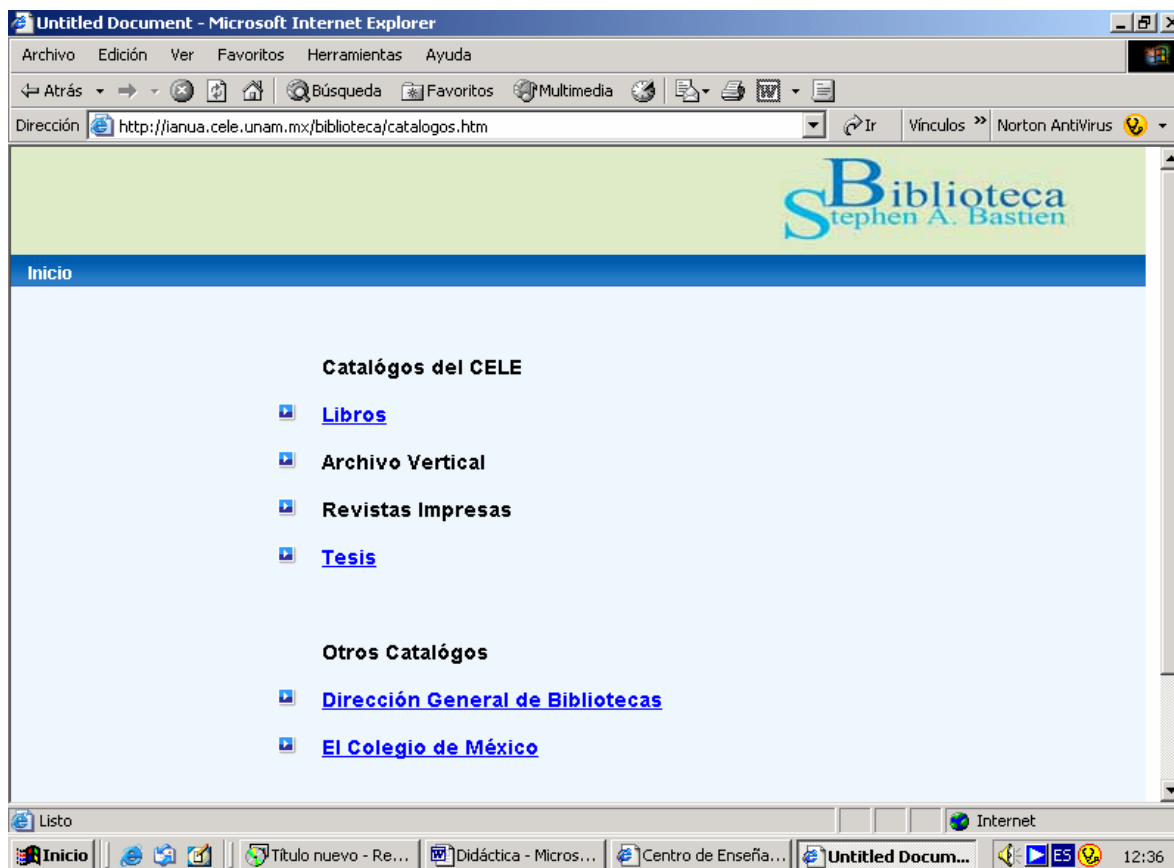 Untitled Document - Microsoft Internet Explorer
Archivo Edición Ver Favoritos Herramientas Ayuda
Atrás Búsqueda Favoritos Multimedia
Dirección http://ianua.cele.unam.mx/biblioteca/catalogos.htm Ir Vínculos » Norton AntiVirus
Biblioteca
Stephen A. Bastien
Inicio
Catalógos del CELE
Libros
Archivo Vertical
Revistas Impresas
Tesis
Otros Catalógos
Dirección General de Bibliotecas
El Colegio de México
Listo Internet
Inicio Título nuevo - Re... Didáctica - Micros... Centro de Enseña... Untitled Docum... ES 12:36